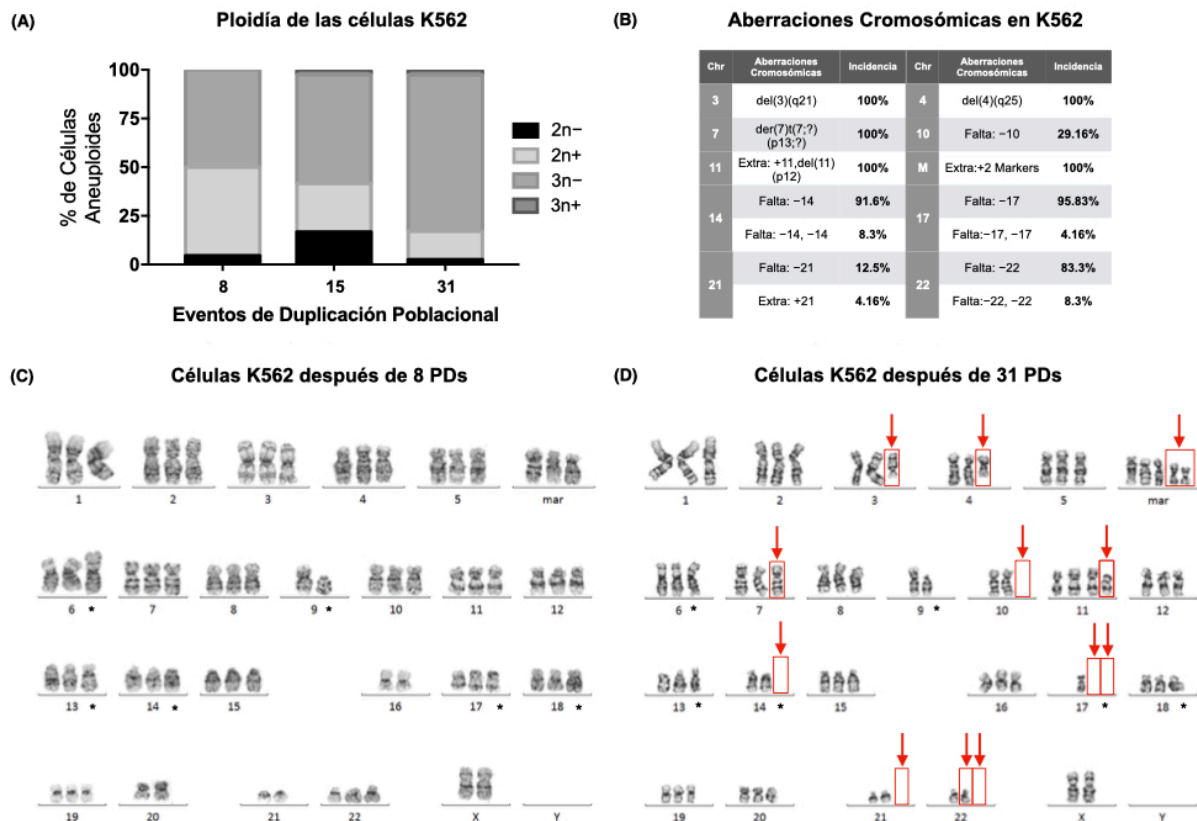 (A)
Ploidía de las células K562
% de Células
Aneuploides
100
75
50
25
0
8 15 31
Eventos de Duplicación Poblacional
2n−
2n+
3n−
3n+
(B)
Aberraciones Cromosómicas en K562
Chr Aberraciones Cromosómicas Incidencia Chr Aberraciones Cromosómicas Incidencia
3 del(3)(q21) 100% 4 del(4)(q25) 100%
7 der(7)t(7;?) (p13;?) 100% 10 Falta: −10 29.16%
11 Extra: +11,del(11) (p12) 100% M Extra:+2 Markers 100%
14 Falta: −14 91.6% 17 Falta: −17 95.83%
Falta: −14, −14 8.3% Falta:−17, −17 4.16%
21 Falta: −21 12.5% 22 Falta: −22 83.3%
Extra: +21 4.16% Falta:−22, −22 8.3%
(C)
Células K562 después de 8 PDs
1 2 3 4 5 mar
6 * 7 8 9 * 10 11 12
13 * 14 * 15 16 17 * 18 *
19 20 21 22 X Y
(D)
Células K562 después de 31 PDs
1 2 3 4 5 mar
6 * 7 8 9 * 10 11 12
13 * 14 * 15 16 17 * 18 *
19 20 21 22 X Y